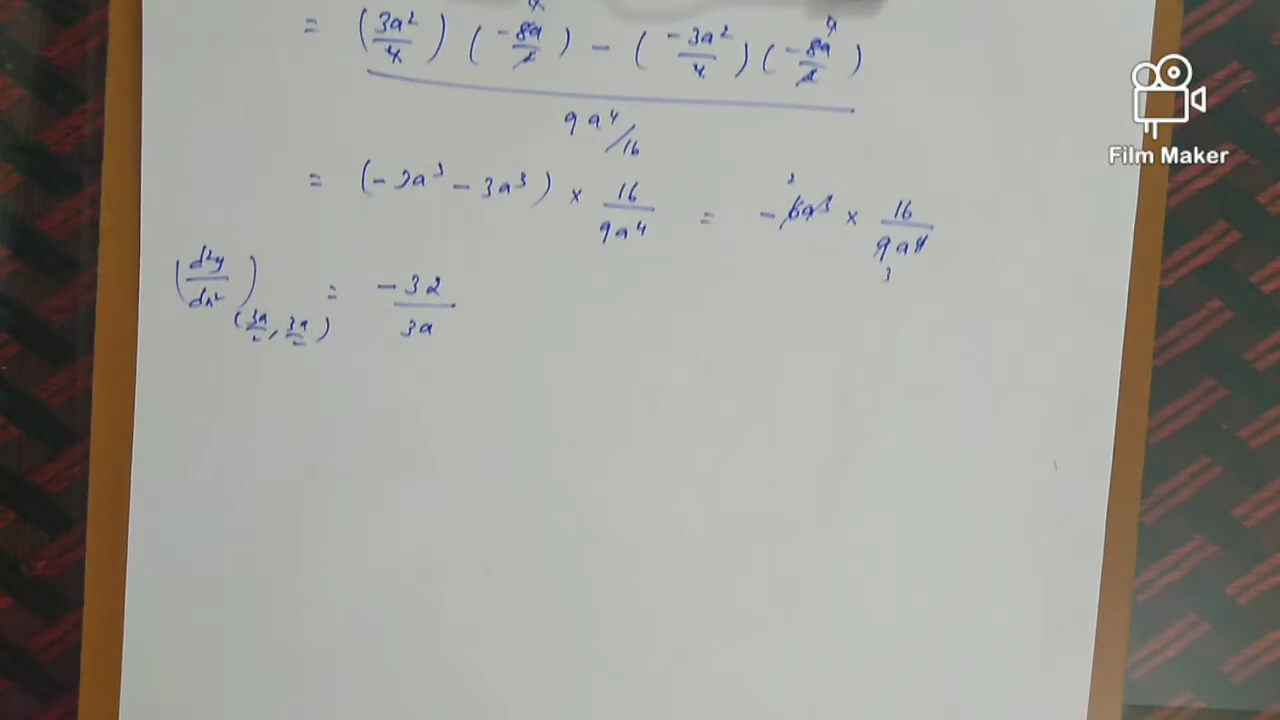 = (3a²/4) (-8a/2) - (-3a²/4) (-8a/2)
9a⁴/16
= (-3a³ - 3a³) × 16/9a⁴ = -6a³ × 16/9a⁴
(d²y/dx²)(3a/2, 3a/2) = -32/3a
Film Maker